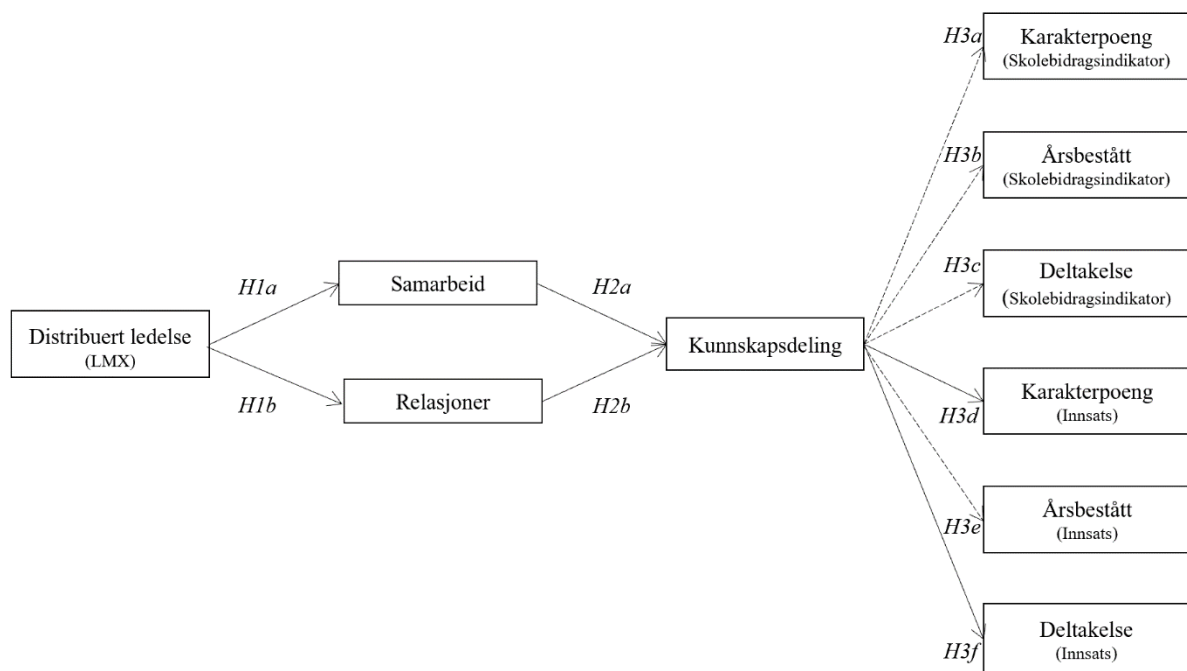 Distribuert ledelse
(LMX)
H1a
H1b
Samarbeid
Relasjoner
H2a
H2b
Kunnskapsdeling
H3a
Karakterpoeng
(Skolebidragsindikator)
H3b
Årsbestått
(Skolebidragsindikator)
H3c
Deltakelse
(Skolebidragsindikator)
H3d
Karakterpoeng
(Innsats)
H3e
Årsbestått
(Innsats)
H3f
Deltakelse
(Innsats)